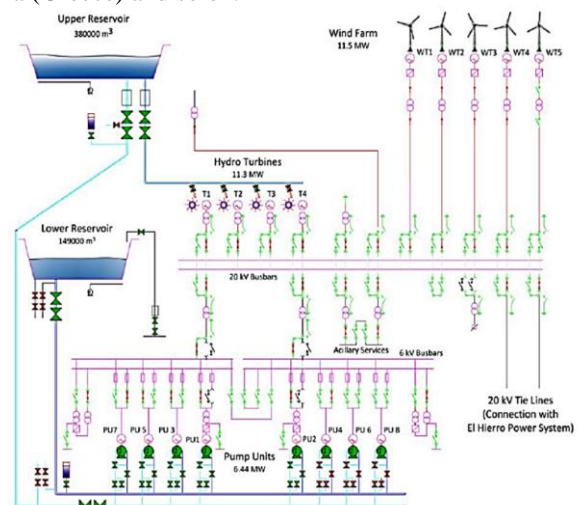 Upper Reservoir
380000 m³
Wind Farm
11.5 MW
WT1 WT2 WT3 WT4 WT5
Hydro Turbines
11.3 MW
T1 T2 T3 T4
Lower Reservoir
149000 m³
20 kV Busbars
Acillary Services
6 kV Busbars
20 kV Tie Lines
(Connection with
El Hierro Power System)
PU7 PU5 PU3 PU1 PU2 PU4 PU6 PU8
Pump Units
6.44 MW